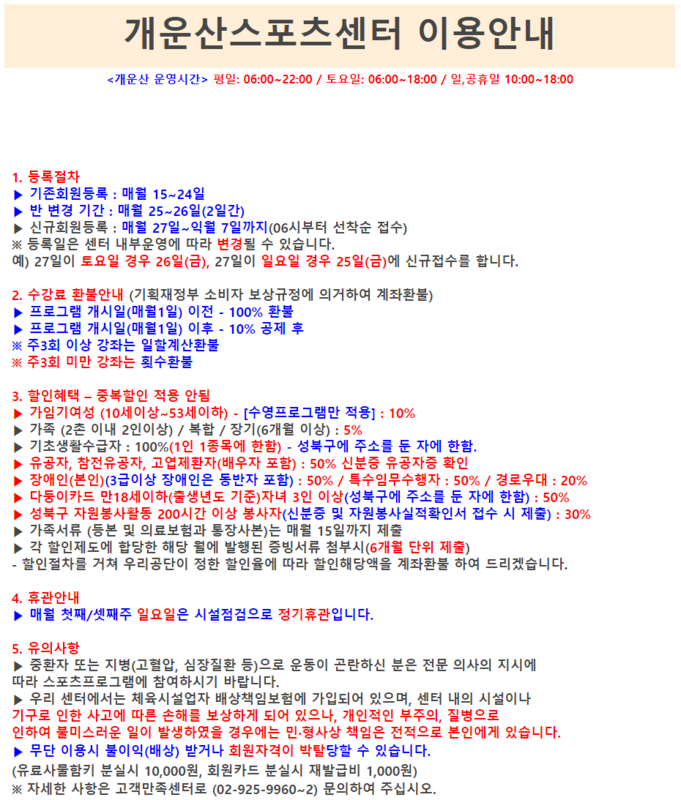 개운산스포츠센터 이용안내
<개운산 운영시간> 평일: 06:00~22:00 / 토요일: 06:00~18:00 / 일,공휴일 10:00~18:00
1. 등록절차
▶ 기존회원등록 : 매월 15~24일
▶ 반 변경 기간 : 매월 25~26일(2일간)
▶ 신규회원등록 : 매월 27일~익월 7일까지(06시부터 선착순 접수)
※ 등록일은 센터 내부운영에 따라 변경될 수 있습니다.
예) 27일이 토요일 경우 26일(금), 27일이 일요일 경우 25일(금)에 신규접수를 합니다.
2. 수강료 환불안내 (기획재정부 소비자 보상규정에 의거하여 계좌환불)
▶ 프로그램 개시일(매월1일) 이전 - 100% 환불
▶ 프로그램 개시일(매월1일) 이후 - 10% 공제 후
※ 주3회 이상 강좌는 일할계산환불
※ 주3회 미만 강좌는 횟수환불
3. 할인혜택 – 중복할인 적용 안됨
▶ 가임기여성 (10세이상~53세이하) - [수영프로그램만 적용] : 10%
▶ 가족 (2촌 이내 2인이상) / 복합 / 장기(6개월 이상) : 5%
▶ 기초생활수급자 : 100%(1인 1종목에 한함) - 성북구에 주소를 둔 자에 한함.
▶ 유공자, 참전유공자, 고엽제환자(배우자 포함) : 50% 신분증 유공자증 확인
▶ 장애인(본인)(3급이상 장애인은 동반자 포함) : 50% / 특수임무수행자 : 50% / 경로우대 : 20%
▶ 다둥이카드 만18세이하(출생년도 기준)자녀 3인 이상(성북구에 주소를 둔 자에 한함) : 50%
▶ 성북구 자원봉사활동 200시간 이상 봉사자(신분증 및 자원봉사실적확인서 접수 시 제출) : 30%
▶ 가족서류 (등본 및 의료보험과 통장사본)는 매월 15일까지 제출
▶ 각 할인제도에 합당한 해당 월에 발행된 증빙서류 첨부시(6개월 단위 제출)
- 할인절차를 거쳐 우리공단이 정한 할인율에 따라 할인해당액을 계좌환불 하여 드리겠습니다.
4. 휴관안내
▶ 매월 첫째/셋째주 일요일은 시설점검으로 정기휴관입니다.
5. 유의사항
▶ 중환자 또는 지병(고혈압, 심장질환 등)으로 운동이 곤란하신 분은 전문 의사의 지시에
따라 스포츠프로그램에 참여하시기 바랍니다.
▶ 우리 센터에서는 체육시설업자 배상책임보험에 가입되어 있으며, 센터 내의 시설이나
기구로 인한 사고에 따른 손해를 보상하게 되어 있으나, 개인적인 부주의, 질병으로
인하여 불미스러운 일이 발생하였을 경우에는 민·형사상 책임은 전적으로 본인에게 있습니다.
▶ 무단 이용시 불이익(배상) 받거나 회원자격이 박탈당할 수 있습니다.
(유료사물함키 분실시 10,000원, 회원카드 분실시 재발급비 1,000원)
※ 자세한 사항은 고객만족센터로 (02-925-9960~2) 문의하여 주십시오.